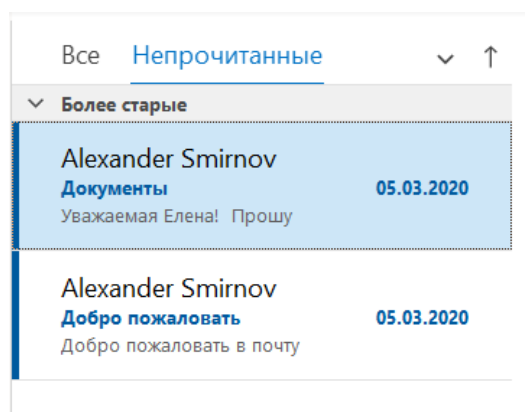 Все Непрочитанные
Более старые
Alexander Smirnov
Документы 05.03.2020
Уважаемая Елена! Прошу
Alexander Smirnov
Добро пожаловать 05.03.2020
Добро пожаловать в почту